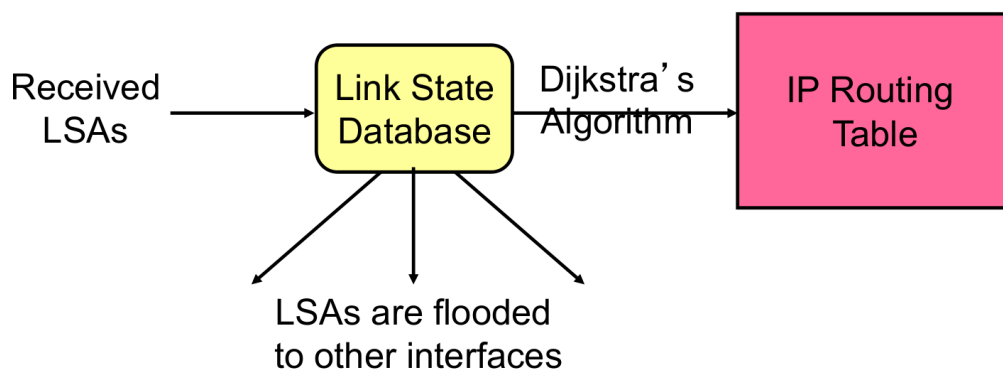 Received
LSAs
Link State
Database
Dijkstra’s
Algorithm
IP Routing
Table
LSAs are flooded
to other interfaces